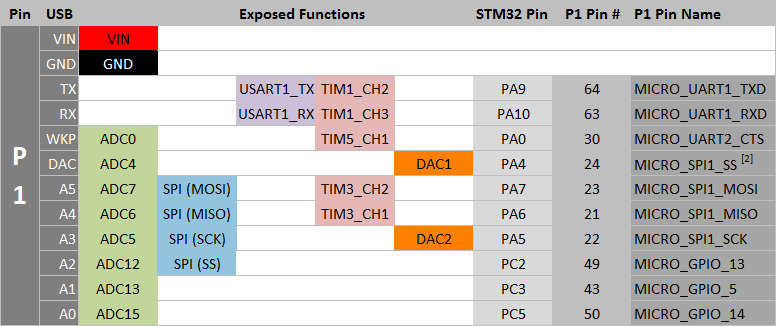 Pin USB Exposed Functions STM32 Pin P1 Pin # P1 Pin Name
P1
VIN VIN
GND GND
TX USART1_TX TIM1_CH2 PA9 64 MICRO_UART1_TXD
RX USART1_RX TIM1_CH3 PA10 63 MICRO_UART1_RXD
WKP ADC0 TIM5_CH1 PA0 30 MICRO_UART2_CTS
DAC ADC4 DAC1 PA4 24 MICRO_SPI1_SS [2]
A5 ADC7 SPI (MOSI) TIM3_CH2 PA7 23 MICRO_SPI1_MOSI
A4 ADC6 SPI (MISO) TIM3_CH1 PA6 21 MICRO_SPI1_MISO
A3 ADC5 SPI (SCK) DAC2 PA5 22 MICRO_SPI1_SCK
A2 ADC12 SPI (SS) PC2 49 MICRO_GPIO_13
A1 ADC13 PC3 43 MICRO_GPIO_5
A0 ADC15 PC5 50 MICRO_GPIO_14